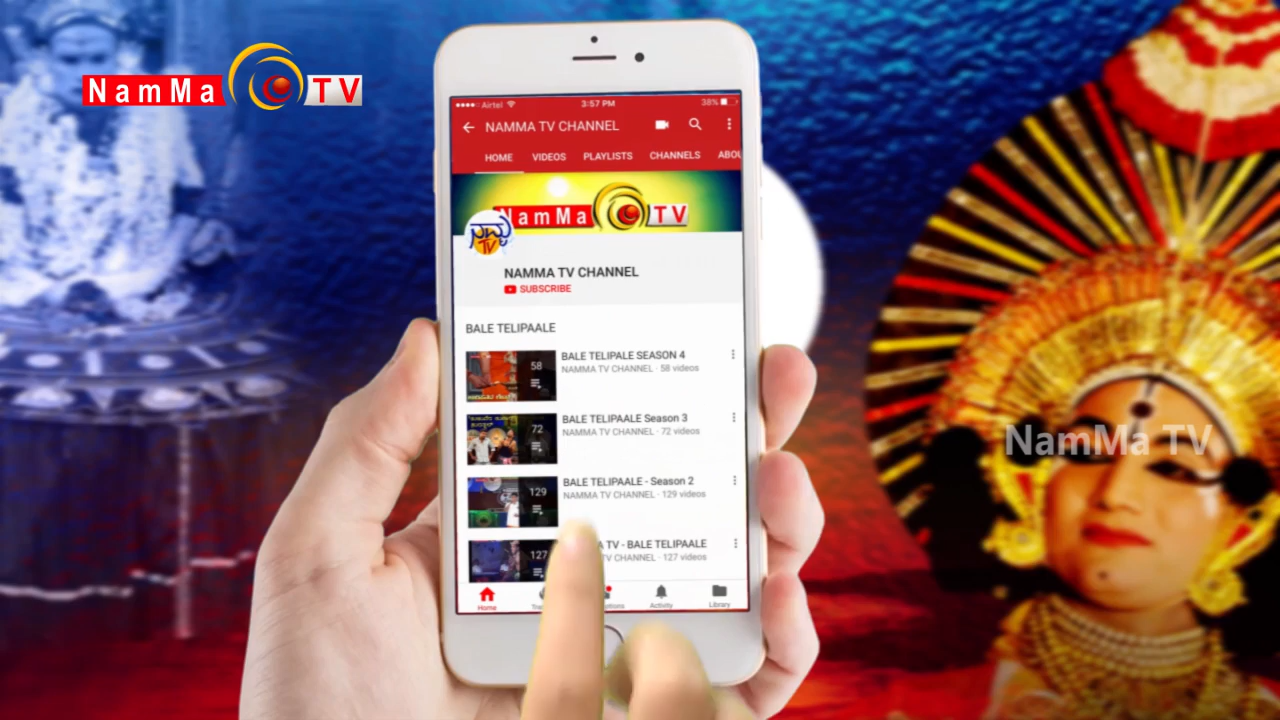 NamMa TV
Airtel 3:57 PM 38%
NAMMA TV CHANNEL
HOME VIDEOS PLAYLISTS CHANNELS ABOU
NamMa TV
ನಮ್ಮ
TV
NAMMA TV CHANNEL
SUBSCRIBE
BALE TELIPAALE
58
BALE TELIPALE SEASON 4
NAMMA TV CHANNEL · 58 videos
72
BALE TELIPAALE Season 3
NAMMA TV CHANNEL · 72 videos
NamMa TV
129
BALE TELIPAALE - Season 2
NAMMA TV CHANNEL · 129 videos
127
A TV - BALE TELIPAALE
TV CHANNEL · 127 videos
Home
Activity
Library